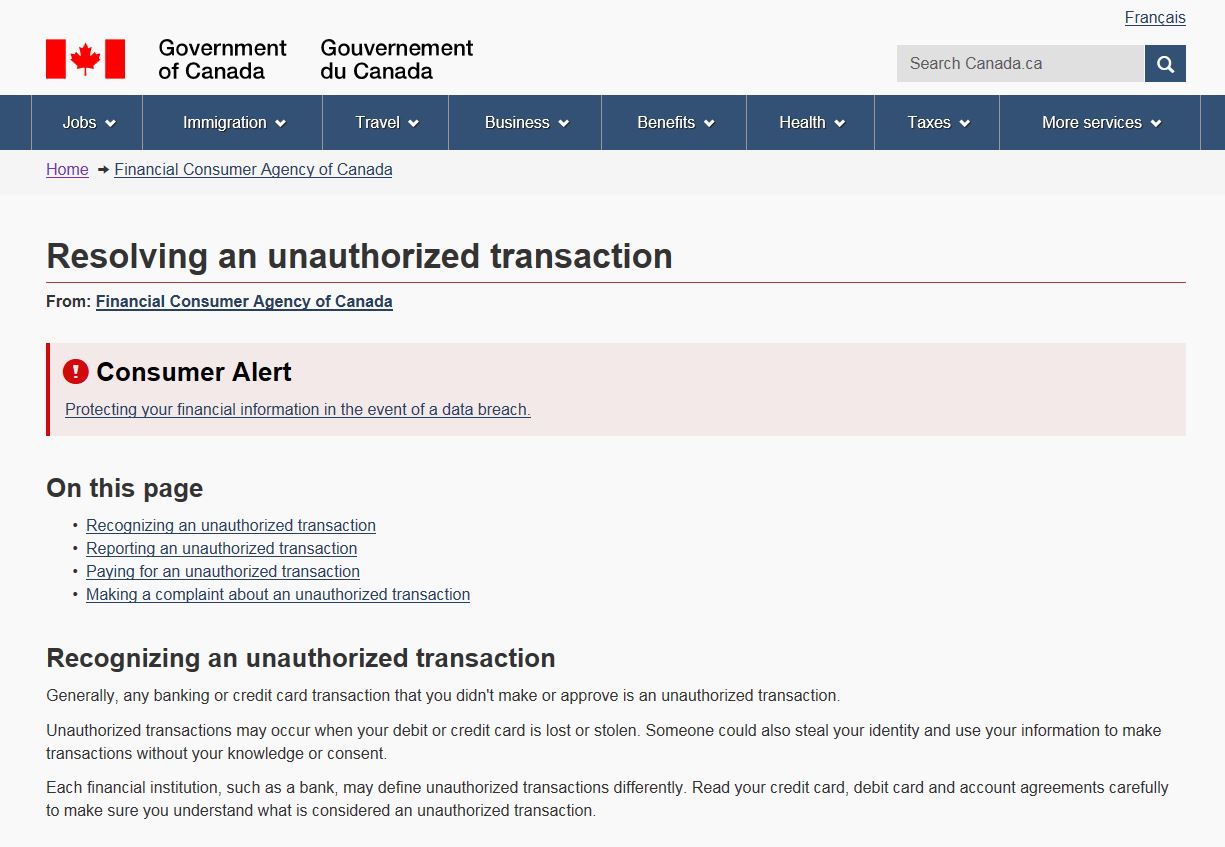 Français
Government of Canada
Gouvernement du Canada
Search Canada.ca
Jobs Immigration Travel Business Benefits Health Taxes More services
Home ➞ Financial Consumer Agency of Canada
Resolving an unauthorized transaction
From: Financial Consumer Agency of Canada
! Consumer Alert
Protecting your financial information in the event of a data breach.
On this page
• Recognizing an unauthorized transaction
• Reporting an unauthorized transaction
• Paying for an unauthorized transaction
• Making a complaint about an unauthorized transaction
Recognizing an unauthorized transaction
Generally, any banking or credit card transaction that you didn't make or approve is an unauthorized transaction.
Unauthorized transactions may occur when your debit or credit card is lost or stolen. Someone could also steal your identity and use your information to make
transactions without your knowledge or consent.
Each financial institution, such as a bank, may define unauthorized transactions differently. Read your credit card, debit card and account agreements carefully
to make sure you understand what is considered an unauthorized transaction.